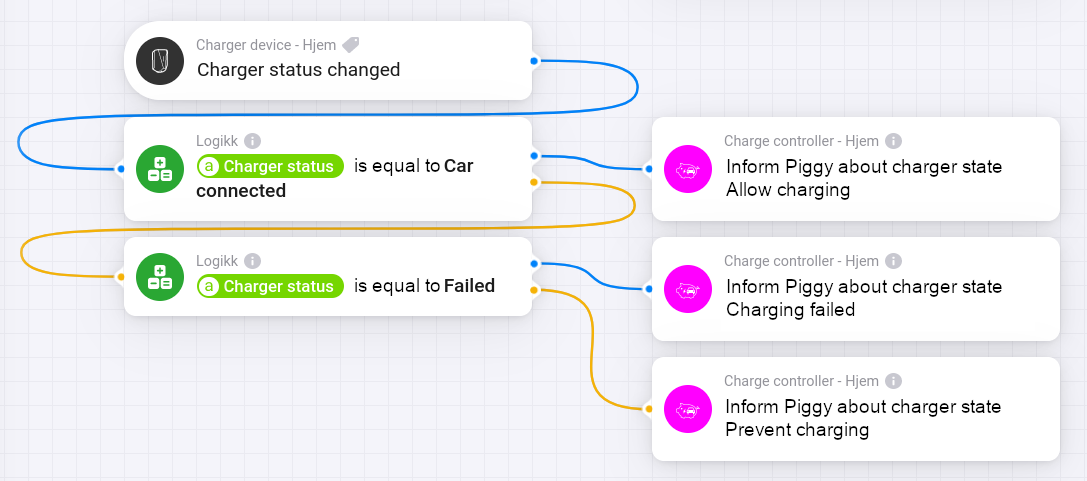 Charger device - Hjem
Charger status changed
Logikk
a Charger status is equal to Car
connected
Charge controller - Hjem
Inform Piggy about charger state
Allow charging
Logikk
a Charger status is equal to Failed
Charge controller - Hjem
Inform Piggy about charger state
Charging failed
Charge controller - Hjem
Inform Piggy about charger state
Prevent charging